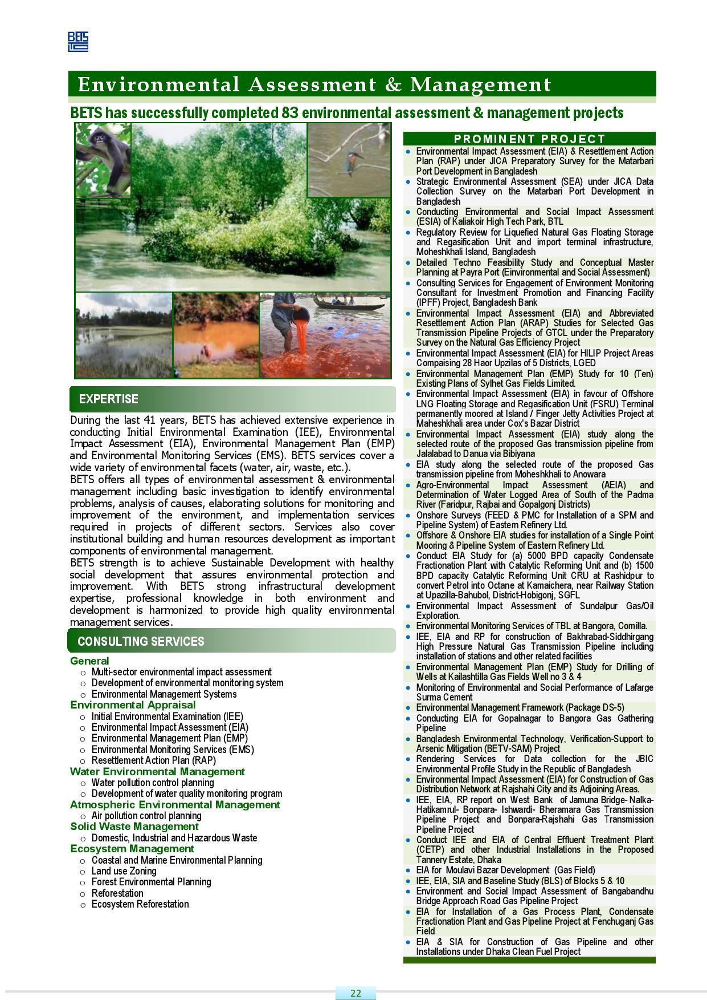 BETS
LTD
Environmental Assessment & Management
BETS has successfully completed 83 environmental assessment & management projects
EXPERTISE
During the last 41 years, BETS has achieved extensive experience in
conducting Initial Environmental Examination (IEE), Environmental
Impact Assessment (EIA), Environmental Management Plan (EMP)
and Environmental Monitoring Services (EMS). BETS services cover a
wide variety of environmental facets (water, air, waste, etc.).
BETS offers all types of environmental assessment & environmental
management including basic investigation to identify environmental
problems, analysis of causes, elaborating solutions for monitoring and
improvement of the environment, and implementation services
required in projects of different sectors. Services also cover
institutional building and human resources development as important
components of environmental management.
BETS strength is to achieve Sustainable Development with healthy
social development that assures environmental protection and
improvement. With BETS strong infrastructural development
expertise, professional knowledge in both environment and
development is harmonized to provide high quality environmental
management services.
CONSULTING SERVICES
General
o Multi-sector environmental impact assessment
o Development of environmental monitoring system
o Environmental Management Systems
Environmental Appraisal
o Initial Environmental Examination (IEE)
o Environmental Impact Assessment (EIA)
o Environmental Management Plan (EMP)
o Environmental Monitoring Services (EMS)
o Resettlement Action Plan (RAP)
Water Environmental Management
o Water pollution control planning
o Development of water quality monitoring program
Atmospheric Environmental Management
o Air pollution control planning
Solid Waste Management
o Domestic, Industrial and Hazardous Waste
Ecosystem Management
o Coastal and Marine Environmental Planning
o Land use Zoning
o Forest Environmental Planning
o Reforestation
o Ecosystem Reforestation
PROMINENT PROJECT
• Environmental Impact Assessment (EIA) & Resettlement Action
Plan (RAP) under JICA Preparatory Survey for the Matarbari
Port Development in Bangladesh
• Strategic Environmental Assessment (SEA) under JICA Data
Collection Survey on the Matarbari Port Development in
Bangladesh
• Conducting Environmental and Social Impact Assessment
(ESIA) of Kaliakoir High Tech Park, BTL
• Regulatory Review for Liquefied Natural Gas Floating Storage
and Regasification Unit and import terminal infrastructure,
Moheshkhali Island, Bangladesh
• Detailed Techno Feasibility Study and Conceptual Master
Planning at Payra Port (Einvironmental and Social Assessment)
• Consulting Services for Engagement of Environment Monitoring
Consultant for Investment Promotion and Financing Facility
(IPFF) Project, Bangladesh Bank
• Environmental Impact Assessment (EIA) and Abbreviated
Resettlement Action Plan (ARAP) Studies for Selected Gas
Transmission Pipeline Projects of GTCL under the Preparatory
Survey on the Natural Gas Efficiency Project
• Environmental Impact Assessment (EIA) for HILIP Project Areas
Compaising 28 Haor Upzilas of 5 Districts, LGED
• Environmental Management Plan (EMP) Study for 10 (Ten)
Existing Plans of Sylhet Gas Fields Limited.
• Environmental Impact Assessment (EIA) in favour of Offshore
LNG Floating Storage and Regasification Unit (FSRU) Terminal
permanently moored at Island / Finger Jetty Activities Project at
Maheshkhali area under Cox's Bazar District
• Environmental Impact Assessment (EIA) study along the
selected route of the proposed Gas transmission pipeline from
Jalalabad to Danua via Bibiyana
• EIA study along the selected route of the proposed Gas
transmission pipeline from Moheshkhali to Anowara
• Agro-Environmental Impact Assessment (AEIA) and
Determination of Water Logged Area of South of the Padma
River (Faridpur, Rajbai and Gopalgonj Districts)
• Onshore Surveys (FEED & PMC for Installation of a SPM and
Pipeline System) of Eastern Refinery Ltd.
• Offshore & Onshore EIA studies for installation of a Single Point
Mooring & Pipeline System of Eastern Refinery Ltd.
• Conduct EIA Study for (a) 5000 BPD capacity Condensate
Fractionation Plant with Catalytic Reforming Unit and (b) 1500
BPD capacity Catalytic Reforming Unit CRU at Rashidpur to
convert Petrol into Octane at Kamaichera, near Railway Station
at Upazilla-Bahubol, District-Hobigonj, SGFL
• Environmental Impact Assessment of Sundalpur Gas/Oil
Exploration.
• Environmental Monitoring Services of TBL at Bangora, Comilla.
• IEE, EIA and RP for construction of Bakhrabad-Siddhirgang
High Pressure Natural Gas Transmission Pipeline including
installation of stations and other related facilities
• Environmental Management Plan (EMP) Study for Drilling of
Wells at Kailashtilla Gas Fields Well no 3 & 4
• Monitoring of Environmental and Social Performance of Lafarge
Surma Cement
• Environmental Management Framework (Package DS-5)
• Conducting EIA for Gopalnagar to Bangora Gas Gathering
Pipeline
• Bangladesh Environmental Technology, Verification-Support to
Arsenic Mitigation (BETV-SAM) Project
• Rendering Services for Data collection for the JBIC
Environmental Profile Study in the Republic of Bangladesh
• Environmental Impact Assessment (EIA) for Construction of Gas
Distribution Network at Rajshahi City and its Adjoining Areas.
• IEE, EIA, RP report on West Bank of Jamuna Bridge- Nalka-
Hatikamrul- Bonpara- Ishwardi- Bheramara Gas Transmission
Pipeline Project and Bonpara-Rajshahi Gas Transmission
Pipeline Project
• Conduct IEE and EIA of Central Effluent Treatment Plant
(CETP) and other Industrial Installations in the Proposed
Tannery Estate, Dhaka
• EIA for Moulavi Bazar Development (Gas Field)
• IEE, EIA, SIA and Baseline Study (BLS) of Blocks 5 & 10
• Environment and Social Impact Assessment of Bangabandhu
Bridge Approach Road Gas Pipeline Project
• EIA for Installation of a Gas Process Plant, Condensate
Fractionation Plant and Gas Pipeline Project at Fenchuganj Gas
Field
• EIA & SIA for Construction of Gas Pipeline and other
Installations under Dhaka Clean Fuel Project
22